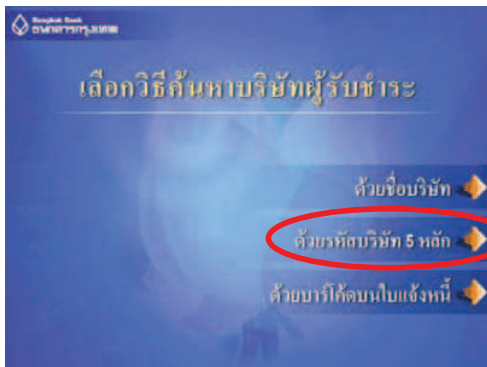 Bangkok Bank
ธนาคารกรุงเทพ
เลือกวิธีค้นหาบริษัทผู้รับชำระ
ด้วยชื่อบริษัท
ด้วยรหัสบริษัท 5 หลัก
ด้วยบาร์โค้ดบนใบแจ้งหนี้